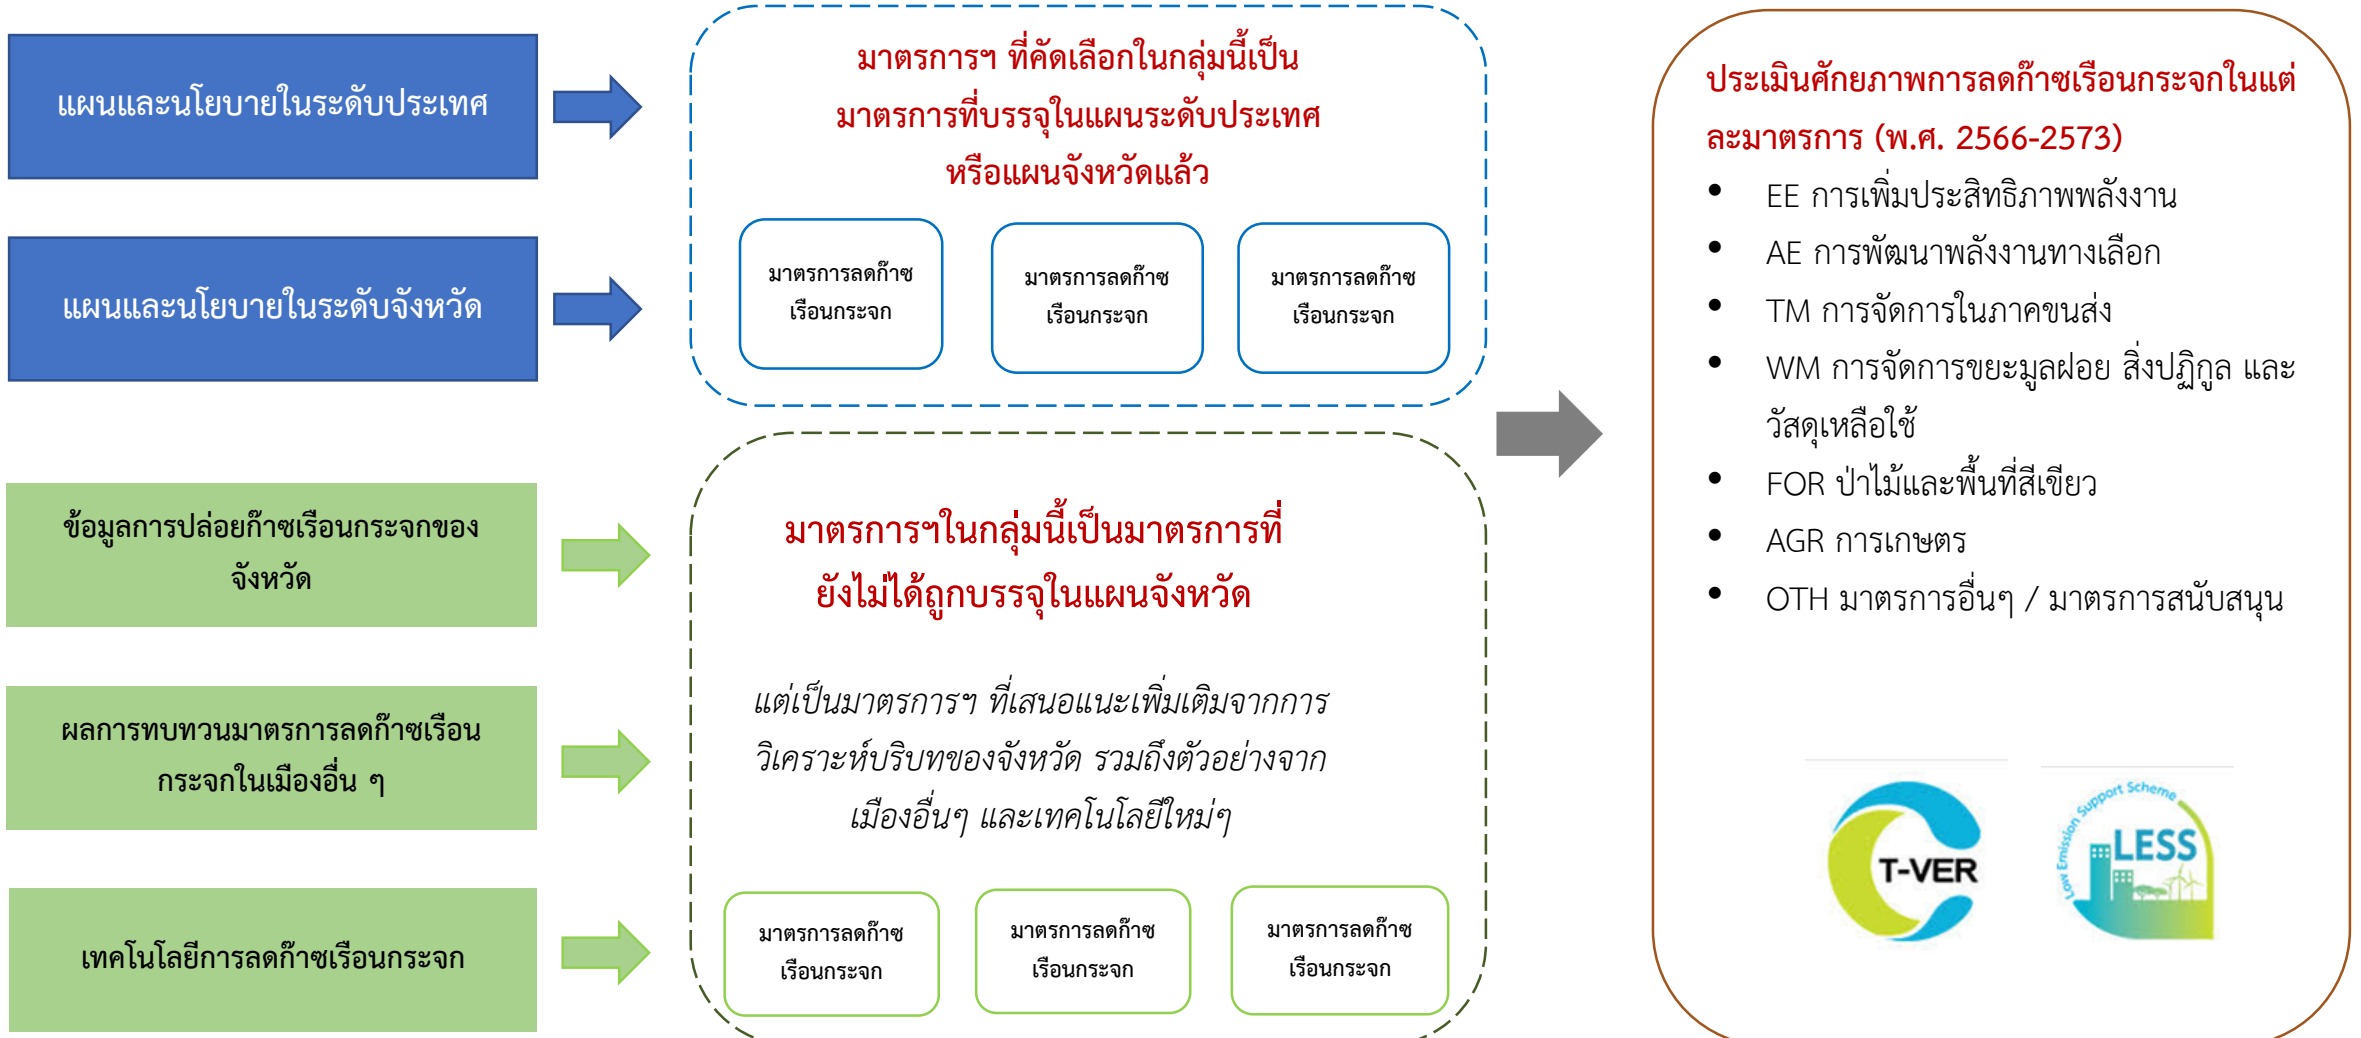 แผนและนโยบายในระดับประเทศ
แผนและนโยบายในระดับจังหวัด
ข้อมูลการปล่อยก๊าซเรือนกระจกของ
จังหวัด
ผลการทบทวนมาตรการลดก๊าซเรือน
กระจกในเมืองอื่น ๆ
เทคโนโลยีการลดก๊าซเรือนกระจก
มาตรการฯ ที่คัดเลือกในกลุ่มนี้เป็น
มาตรการที่บรรจุในแผนระดับประเทศ
หรือแผนจังหวัดแล้ว
มาตรการลดก๊าซ
เรือนกระจก
มาตรการลดก๊าซ
เรือนกระจก
มาตรการลดก๊าซ
เรือนกระจก
มาตรการฯในกลุ่มนี้เป็นมาตรการที่
ยังไม่ได้ถูกบรรจุในแผนจังหวัด
แต่เป็นมาตรการฯ ที่เสนอแนะเพิ่มเติมจากการ
วิเคราะห์บริบทของจังหวัด รวมถึงตัวอย่างจาก
เมืองอื่นๆ และเทคโนโลยีใหม่ๆ
มาตรการลดก๊าซ
เรือนกระจก
มาตรการลดก๊าซ
เรือนกระจก
มาตรการลดก๊าซ
เรือนกระจก
ประเมินศักยภาพการลดก๊าซเรือนกระจกในแต่
ละมาตรการ (พ.ศ. 2566-2573)
• EE การเพิ่มประสิทธิภาพพลังงาน
• AE การพัฒนาพลังงานทางเลือก
• TM การจัดการในภาคขนส่ง
• WM การจัดการขยะมูลฝอย สิ่งปฏิกูล และ
วัสดุเหลือใช้
• FOR ป่าไม้และพื้นที่สีเขียว
• AGR การเกษตร
• OTH มาตรการอื่นๆ / มาตรการสนับสนุน
T-VER
Low Emission Support Scheme
LESS